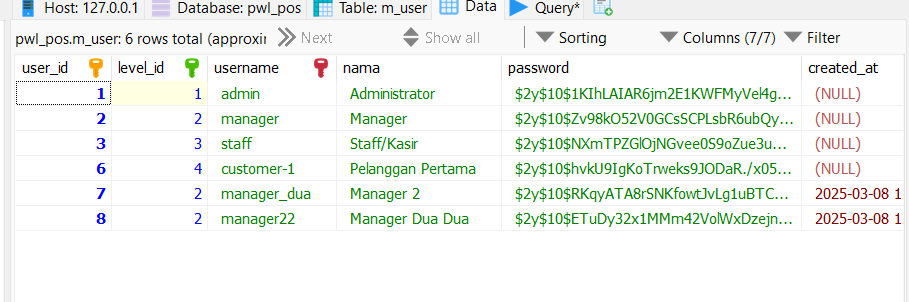 Host: 127.0.0.1 Database: pwl_pos Table: m_user Data Query*
pwl_pos.m_user: 6 rows total (approxir Next Show all Sorting Columns (7/7) Filter
user_id level_id username nama password created_at
1 1 admin Administrator $2y$10$1KIhLAIAR6jm2E1KWFMyVel4g... (NULL)
2 2 manager Manager $2y$10$Zv98kO52V0GCsSCPLsbR6ubQy... (NULL)
3 3 staff Staff/Kasir $2y$10$NXmTPZGlOjNGvee0S9oZue3u... (NULL)
6 4 customer-1 Pelanggan Pertama $2y$10$hvkU9IgKoTrweks9JODaR./x05... (NULL)
7 2 manager_dua Manager 2 $2y$10$RKqyATA8rSNKfowtJvLg1uBTC... 2025-03-08 1
8 2 manager22 Manager Dua Dua $2y$10$ETuDy32x1MMm42VolWxDzejn... 2025-03-08 1